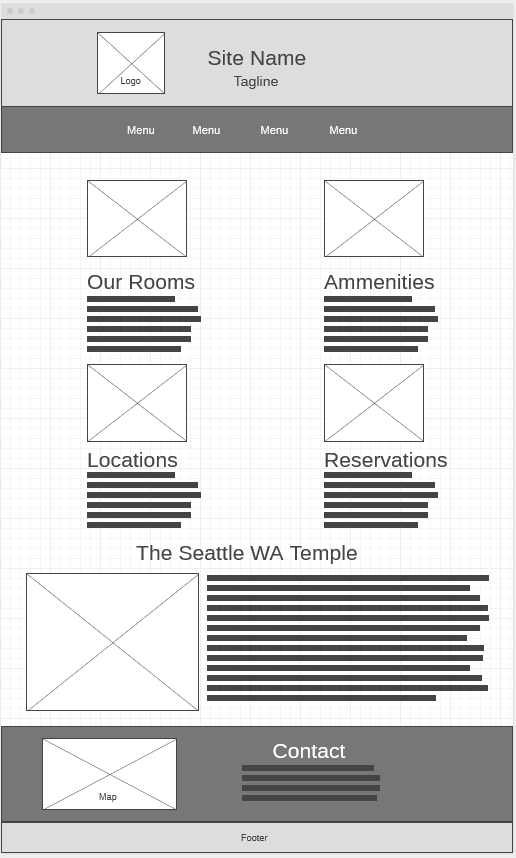 Site Name
Tagline
Logo
Menu Menu Menu Menu
Our Rooms
Ammenities
Locations
Reservations
The Seattle WA Temple
Contact
Map
Footer